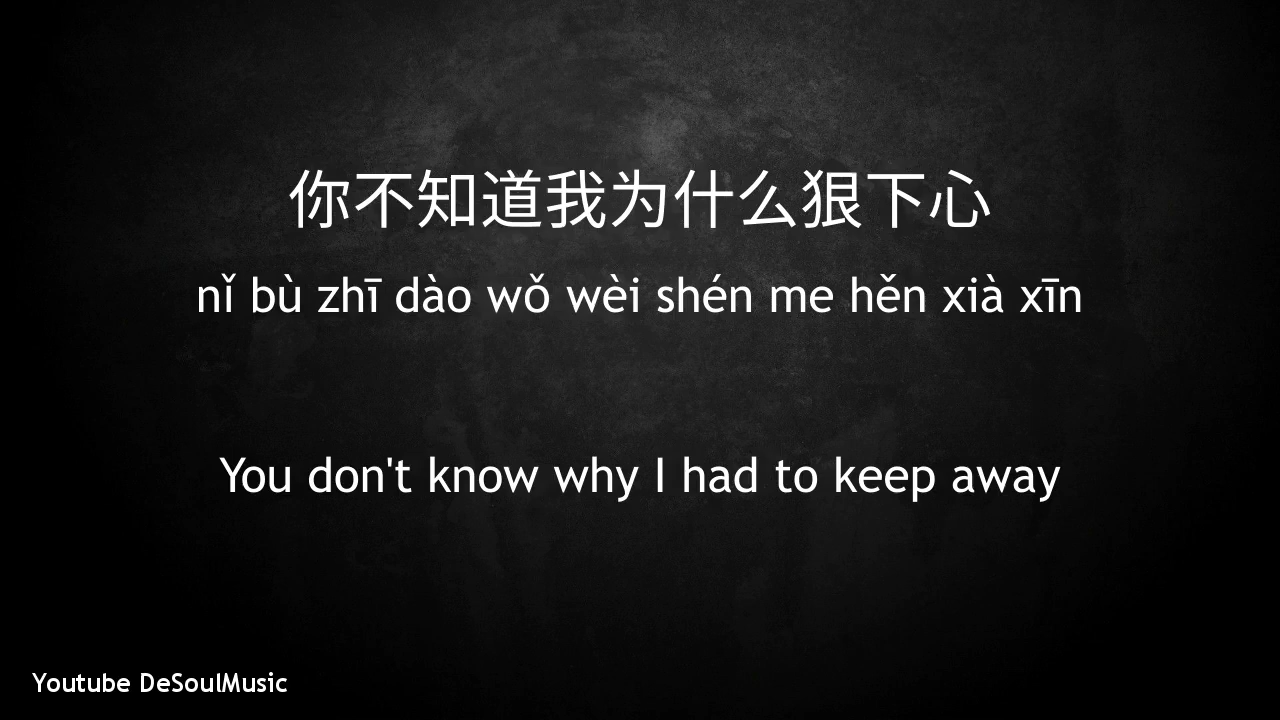 你不知道我为什么狠下心
nǐ bù zhī dào wǒ wèi shén me hěn xià xīn
You don't know why I had to keep away
Youtube DeSoulMusic